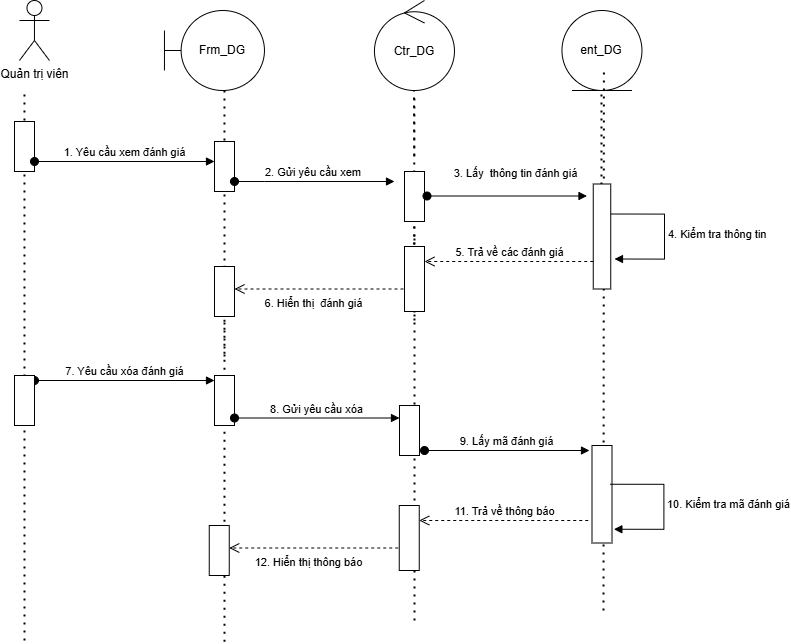 Quản trị viên
Frm_DG
Ctr_DG
ent_DG
1. Yêu cầu xem đánh giá
2. Gửi yêu cầu xem
3. Lấy thông tin đánh giá
4. Kiểm tra thông tin
5. Trả về các đánh giá
6. Hiển thị đánh giá
7. Yêu cầu xóa đánh giá
8. Gửi yêu cầu xóa
9. Lấy mã đánh giá
10. Kiểm tra mã đánh giá
11. Trả về thông báo
12. Hiển thị thông báo